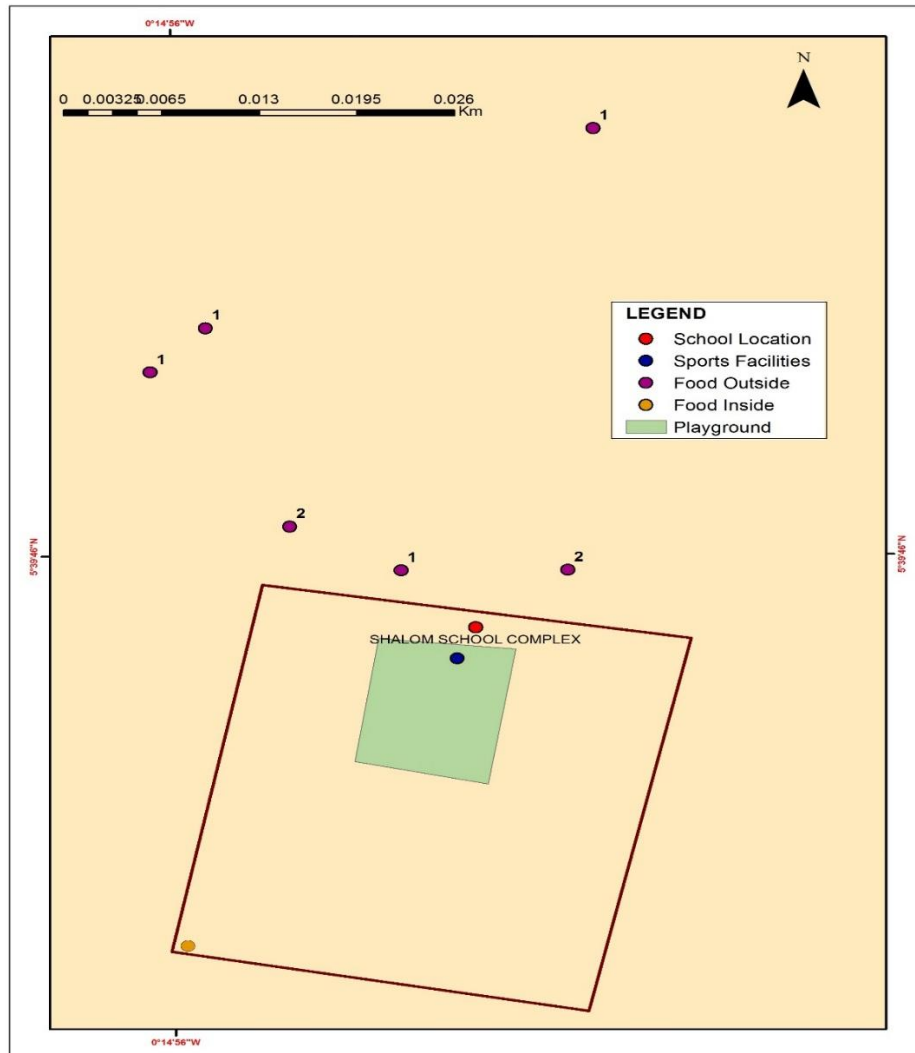 0°14'56"W
N
0 0.00325 0.0065 0.013 0.0195 0.026
Km
1
LEGEND
School Location
Sports Facilities
Food Outside
Food Inside
Playground
1
1
2
1
2
5°39'46"N
5°39'46"N
SHALOM SCHOOL COMPLEX
0°14'56"W